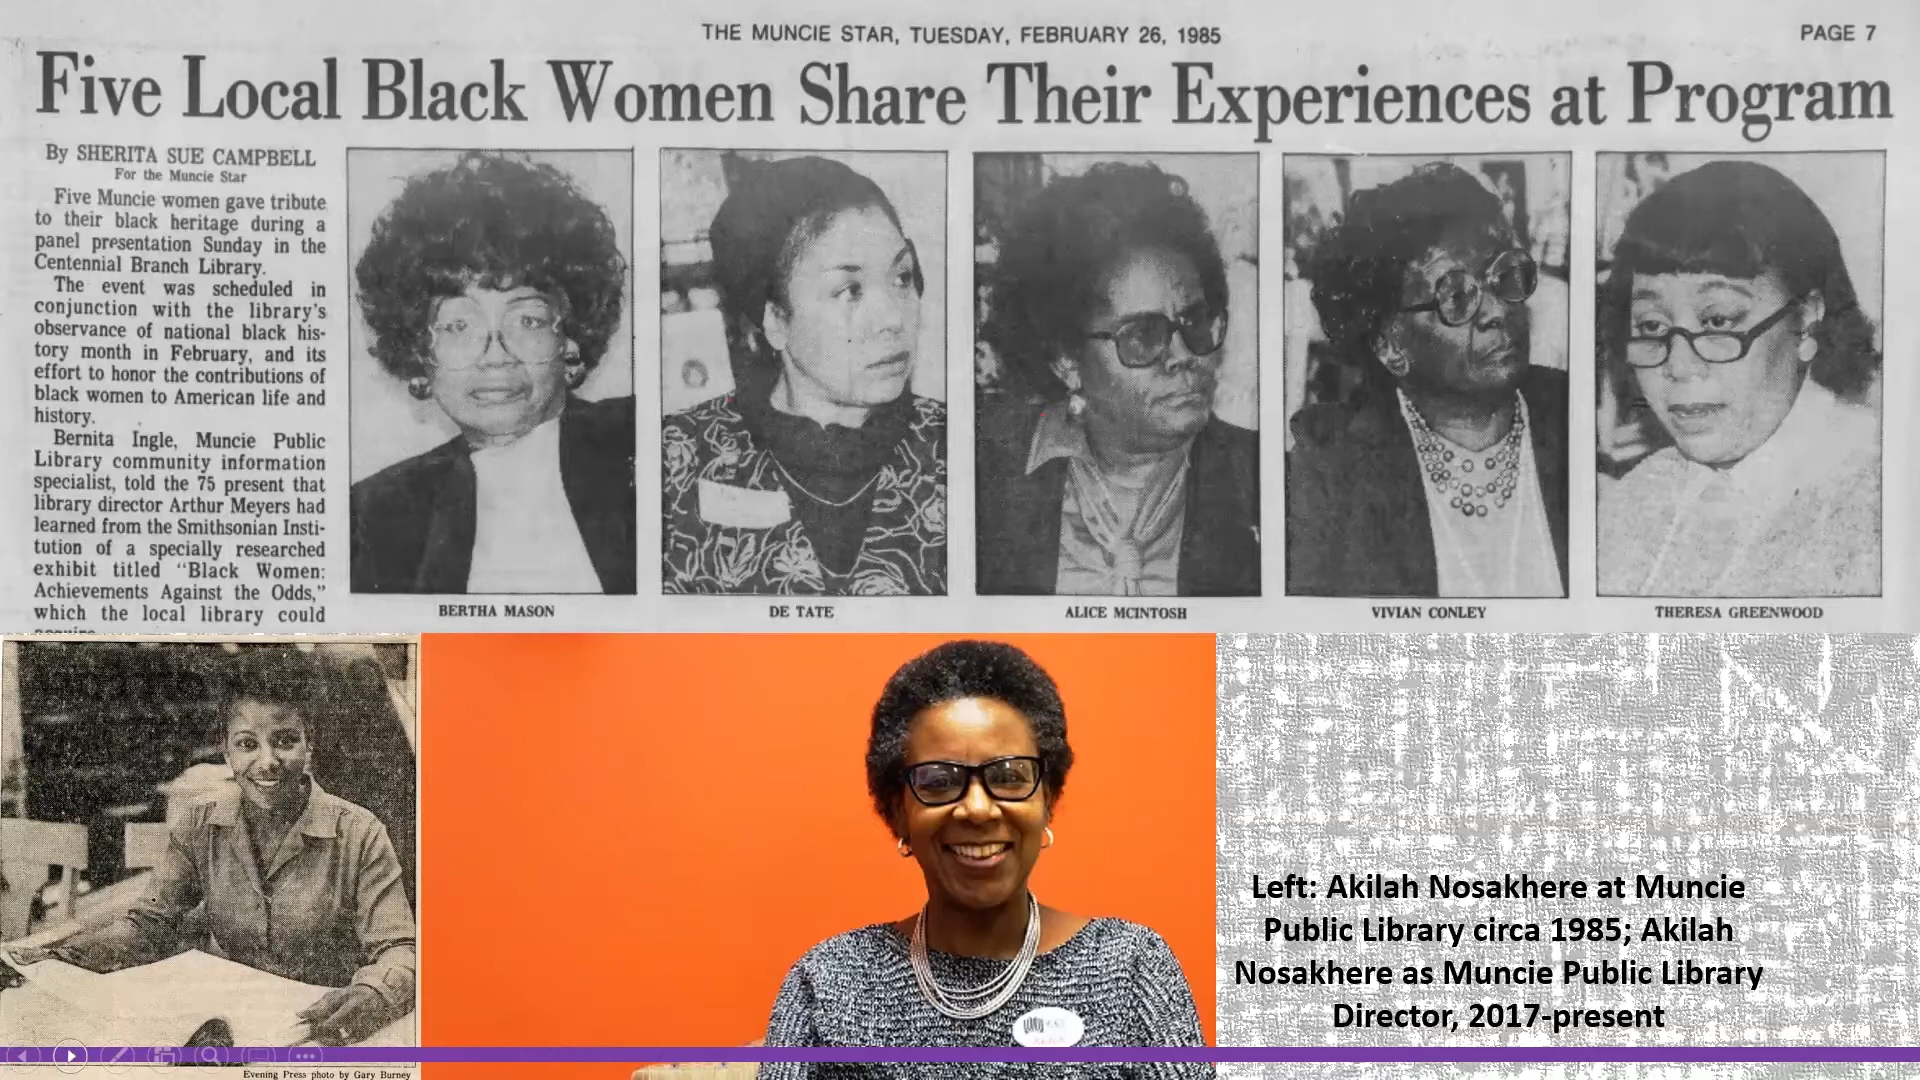 THE MUNCIE STAR, TUESDAY, FEBRUARY 26, 1985
PAGE 7
Five Local Black Women Share Their Experiences at Program
By SHERITA SUE CAMPBELL
For the Muncie Star
Five Muncie women gave tribute
to their black heritage during a
panel presentation Sunday in the
Centennial Branch Library.
The event was scheduled in
conjunction with the library's
observance of national black his-
tory month in February, and its
effort to honor the contributions of
black women to American life and
history.
Bernita Ingle, Muncie Public
Library community information
specialist, told the 75 present that
library director Arthur Meyers had
learned from the Smithsonian Insti-
tution of a specially researched
exhibit titled “Black Women:
Achievements Against the Odds,”
which the local library could
BERTHA MASON
DE TATE
ALICE MCINTOSH
VIVIAN CONLEY
THERESA GREENWOOD
Evening Press photo by Gary Burney
Left: Akilah Nosakhere at Muncie
Public Library circa 1985; Akilah
Nosakhere as Muncie Public Library
Director, 2017-present